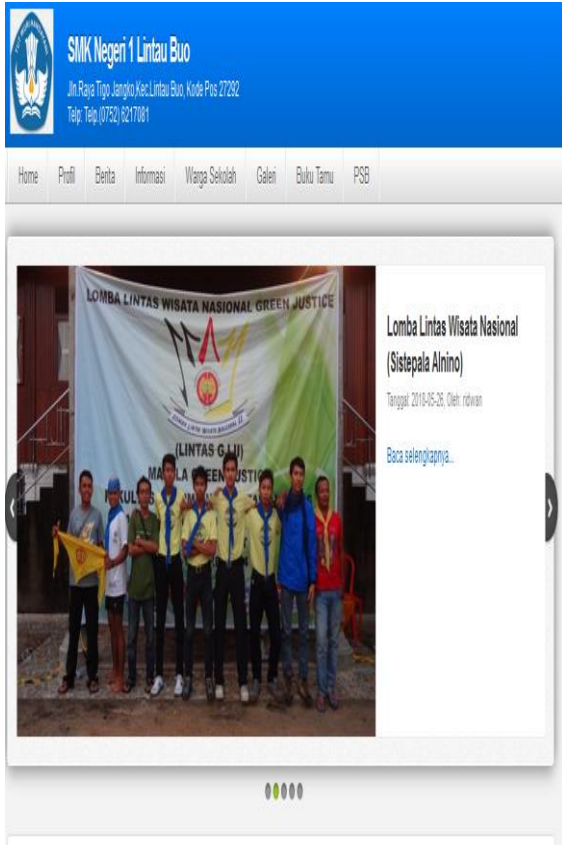 SMK Negeri 1 Lintau Buo
Jln.Raya Tigo Jangko,Kec.Lintau Buo, Kode Pos 27292
Telp: Telp.(0752) 6217081
Home Profil Berita Informasi Warga Sekolah Galeri Buku Tamu PSB
LOMBA LINTAS WISATA NASIONAL GREEN JUSTICE
(LINTAS GJ.II)
Lomba Lintas Wisata Nasional
(Sistepala Alnino)
Tanggal: 2018-05-26, Oleh: ridwan
Baca selengkapnya...